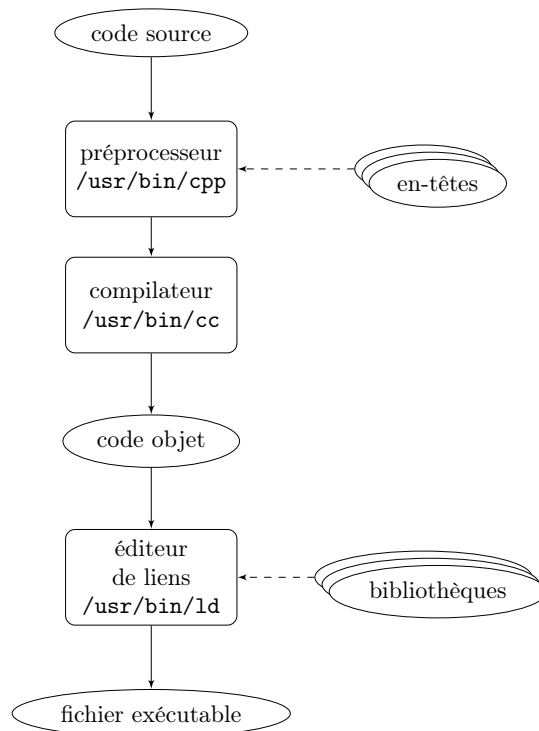 code source
préprocesseur
/usr/bin/cpp
en-têtes
compilateur
/usr/bin/cc
code objet
éditeur
de liens
/usr/bin/ld
bibliothèques
fichier exécutable